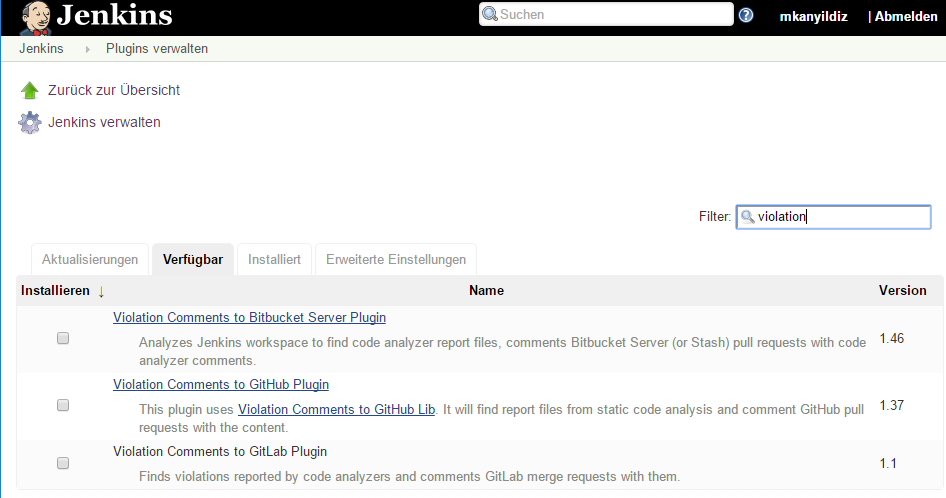 Jenkins
Suchen
mkanyildiz
| Abmelden
Jenkins
Plugins verwalten
Zurück zur Übersicht
Jenkins verwalten
Filter: violation
Aktualisierungen
Verfügbar
Installiert
Erweiterte Einstellungen
Installieren ↓
Name
Version
Violation Comments to Bitbucket Server Plugin
Analyzes Jenkins workspace to find code analyzer report files, comments Bitbucket Server (or Stash) pull requests with code
analyzer comments.
1.46
Violation Comments to GitHub Plugin
This plugin uses Violation Comments to GitHub Lib. It will find report files from static code analysis and comment GitHub pull
requests with the content.
1.37
Violation Comments to GitLab Plugin
Finds violations reported by code analyzers and comments GitLab merge requests with them.
1.1